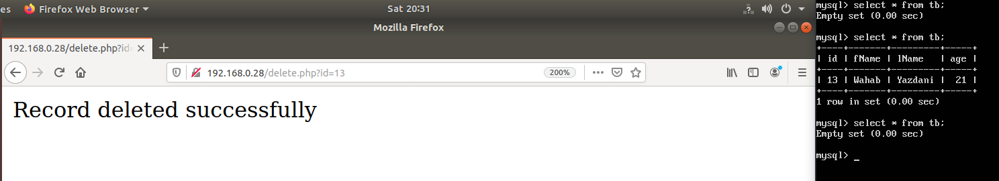 es Firefox Web Browser Sat 20:31
Mozilla Firefox
192.168.0.28/delete.php?id=
192.168.0.28/delete.php?id=13 200%
Record deleted successfully
mysql> select * from tb;
Empty set (0.00 sec)
mysql> select * from tb;
+----+-------+---------+-----+
| id | fName | lName   | age |
+----+-------+---------+-----+
| 13 | Wahab | Yazdani |  21 |
+----+-------+---------+-----+
1 row in set (0.00 sec)
mysql> select * from tb;
Empty set (0.00 sec)
mysql> _